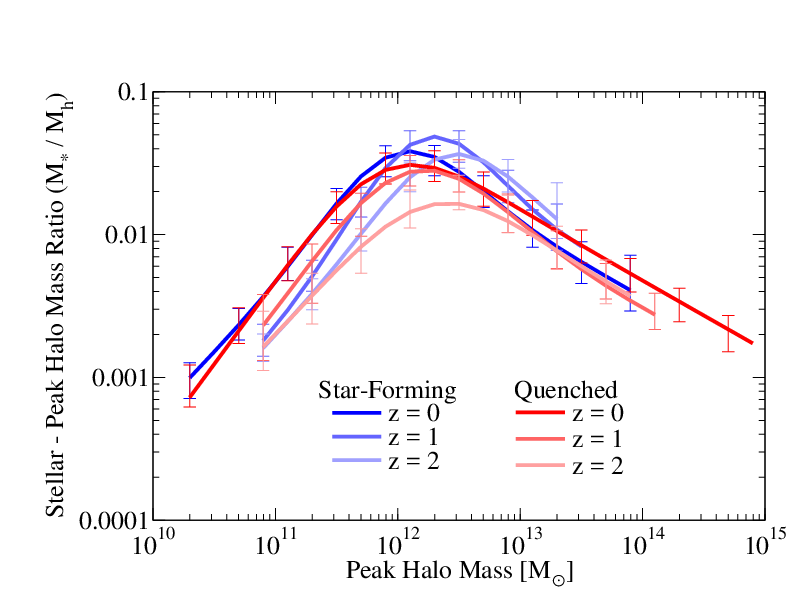 Stellar - Peak Halo Mass Ratio (M* / Mh)
0.1
0.01
0.001
0.0001
Star-Forming
z = 0
z = 1
z = 2
Quenched
z = 0
z = 1
z = 2
10^10 10^11 10^12 10^13 10^14 10^15
Peak Halo Mass [M⊙]